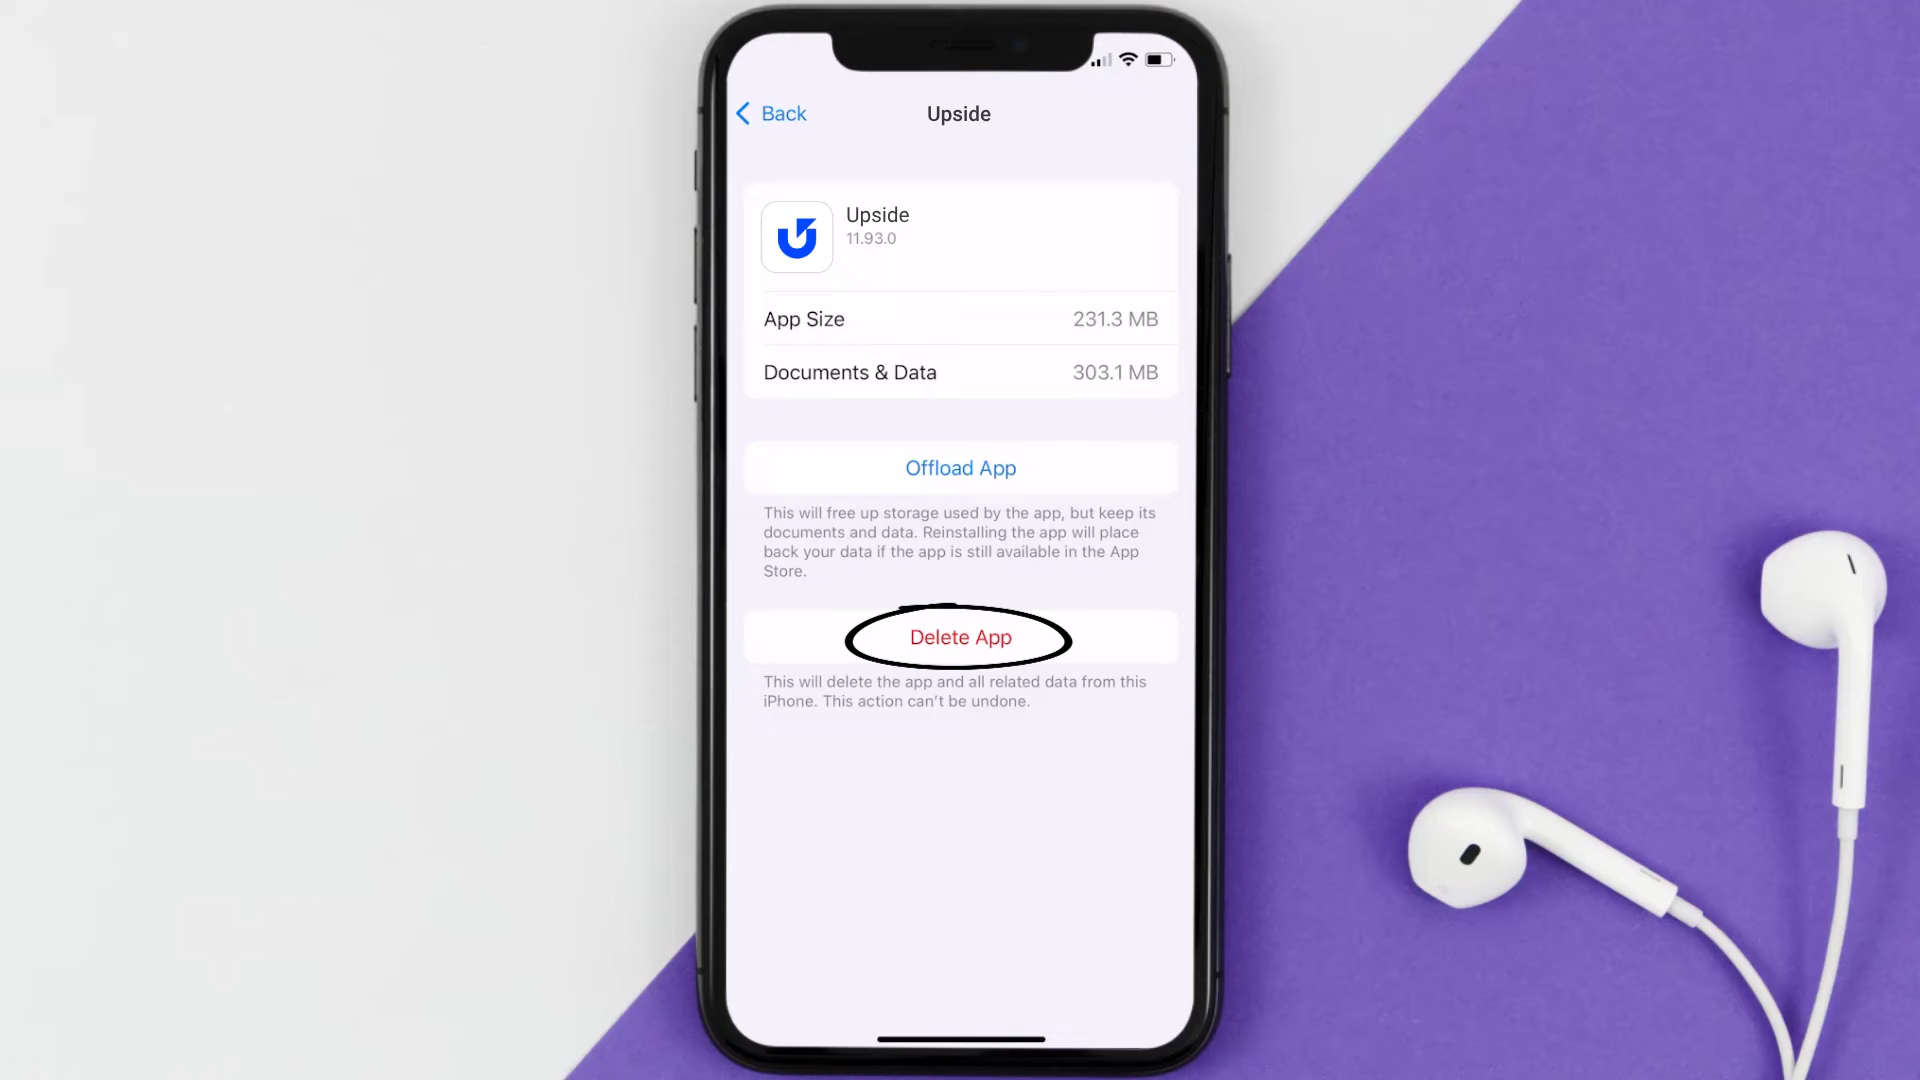 Back
Upside
Upside
11.93.0
App Size 231.3 MB
Documents & Data 303.1 MB
Offload App
This will free up storage used by the app, but keep its
documents and data. Reinstalling the app will place
back your data if the app is still available in the App
Store.
Delete App
This will delete the app and all related data from this
iPhone. This action can't be undone.